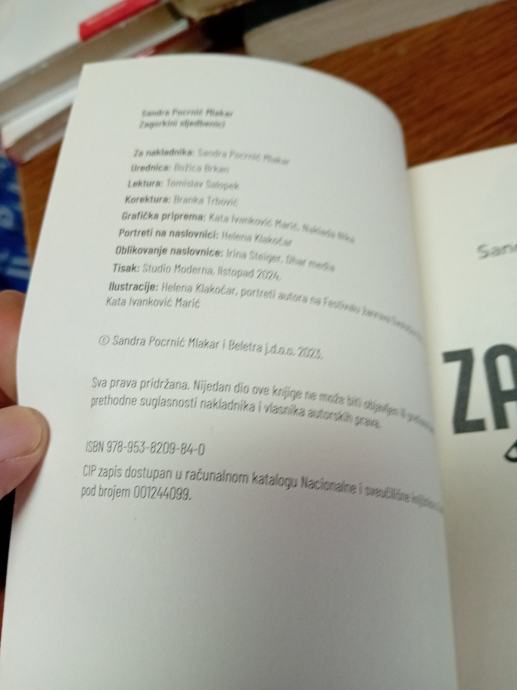 Sandra Pocrnić Mlakar
Zagorkini sljedbenici
Za nakladnika: Sandra Pocrnić Mlakar
Urednica: Božica Brkan
Lektura: Tomislav Salopek
Korektura: Branka Trbović
Grafička priprema: Kata Ivanković Marić, Naklada Nika
Portreti na naslovnici: Helena Klakočar
Oblikovanje naslovnice: Irina Steiger, Dhar media
Tisak: Studio Moderna, listopad 2024.
Ilustracije: Helena Klakočar, portreti autora na Festivalu
Kata Ivanković Marić
© Sandra Pocrnić Mlakar i Beletra j.d.o.o. 2023.
Sva prava pridržana. Nijedan dio ove knjige ne može biti objavljen
prethodne suglasnosti nakladnika i vlasnika autorskih prava.
ISBN 978-953-8209-84-0
CIP zapis dostupan u računalnom katalogu Nacionalne i sveučilišne
pod brojem 001244099.
San
ZA